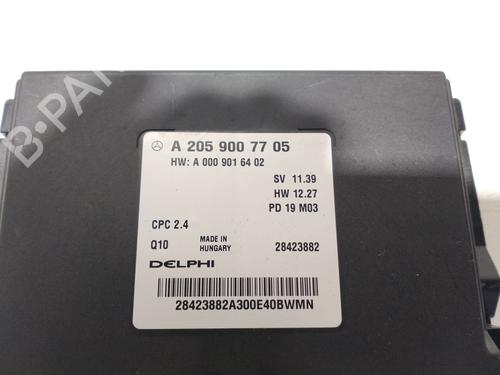 B-PARTS
A 205 900 77 05
HW: A 000 901 64 02
SV 11.39
HW 12.27
PD 19 M03
CPC 2.4
Q10 MADE IN HUNGARY 28423882
DELPHI
28423882A300E40BWMN